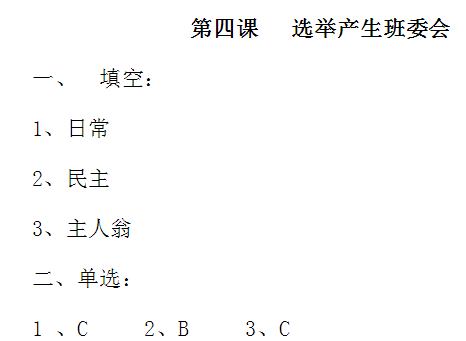 第四课 选举产生班委会
一、 填空：
1、日常
2、民主
3、主人翁
二、单选：
1 、C 2、B 3、C